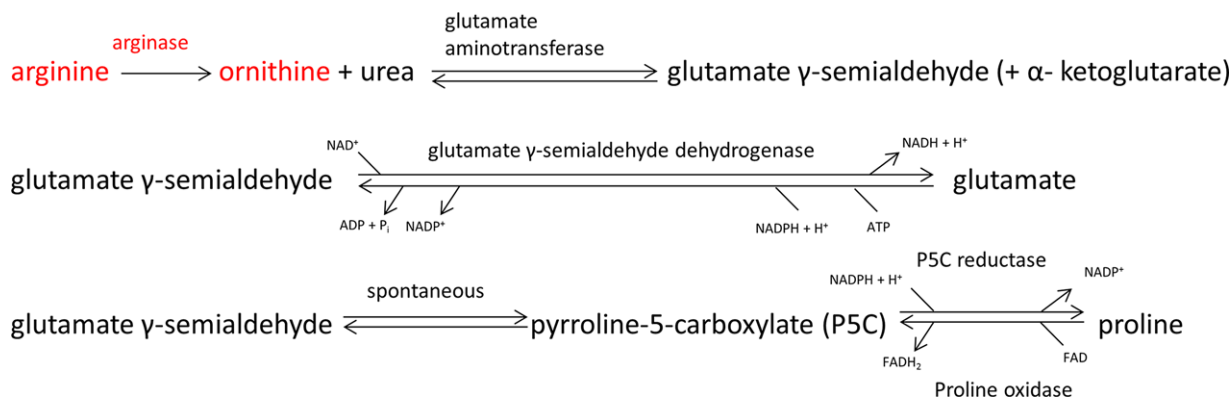 glutamate
arginase aminotransferase
arginine ornithine + urea glutamate γ-semialdehyde (+ α- ketoglutarate)
NAD⁺ glutamate γ-semialdehyde dehydrogenase NADH + H⁺
glutamate γ-semialdehyde glutamate
ADP + Pᵢ NADP⁺ NADPH + H⁺ ATP
P5C reductase
spontaneous NADPH + H⁺ NADP⁺
glutamate γ-semialdehyde pyrroline-5-carboxylate (P5C) proline
FADH₂ FAD
Proline oxidase